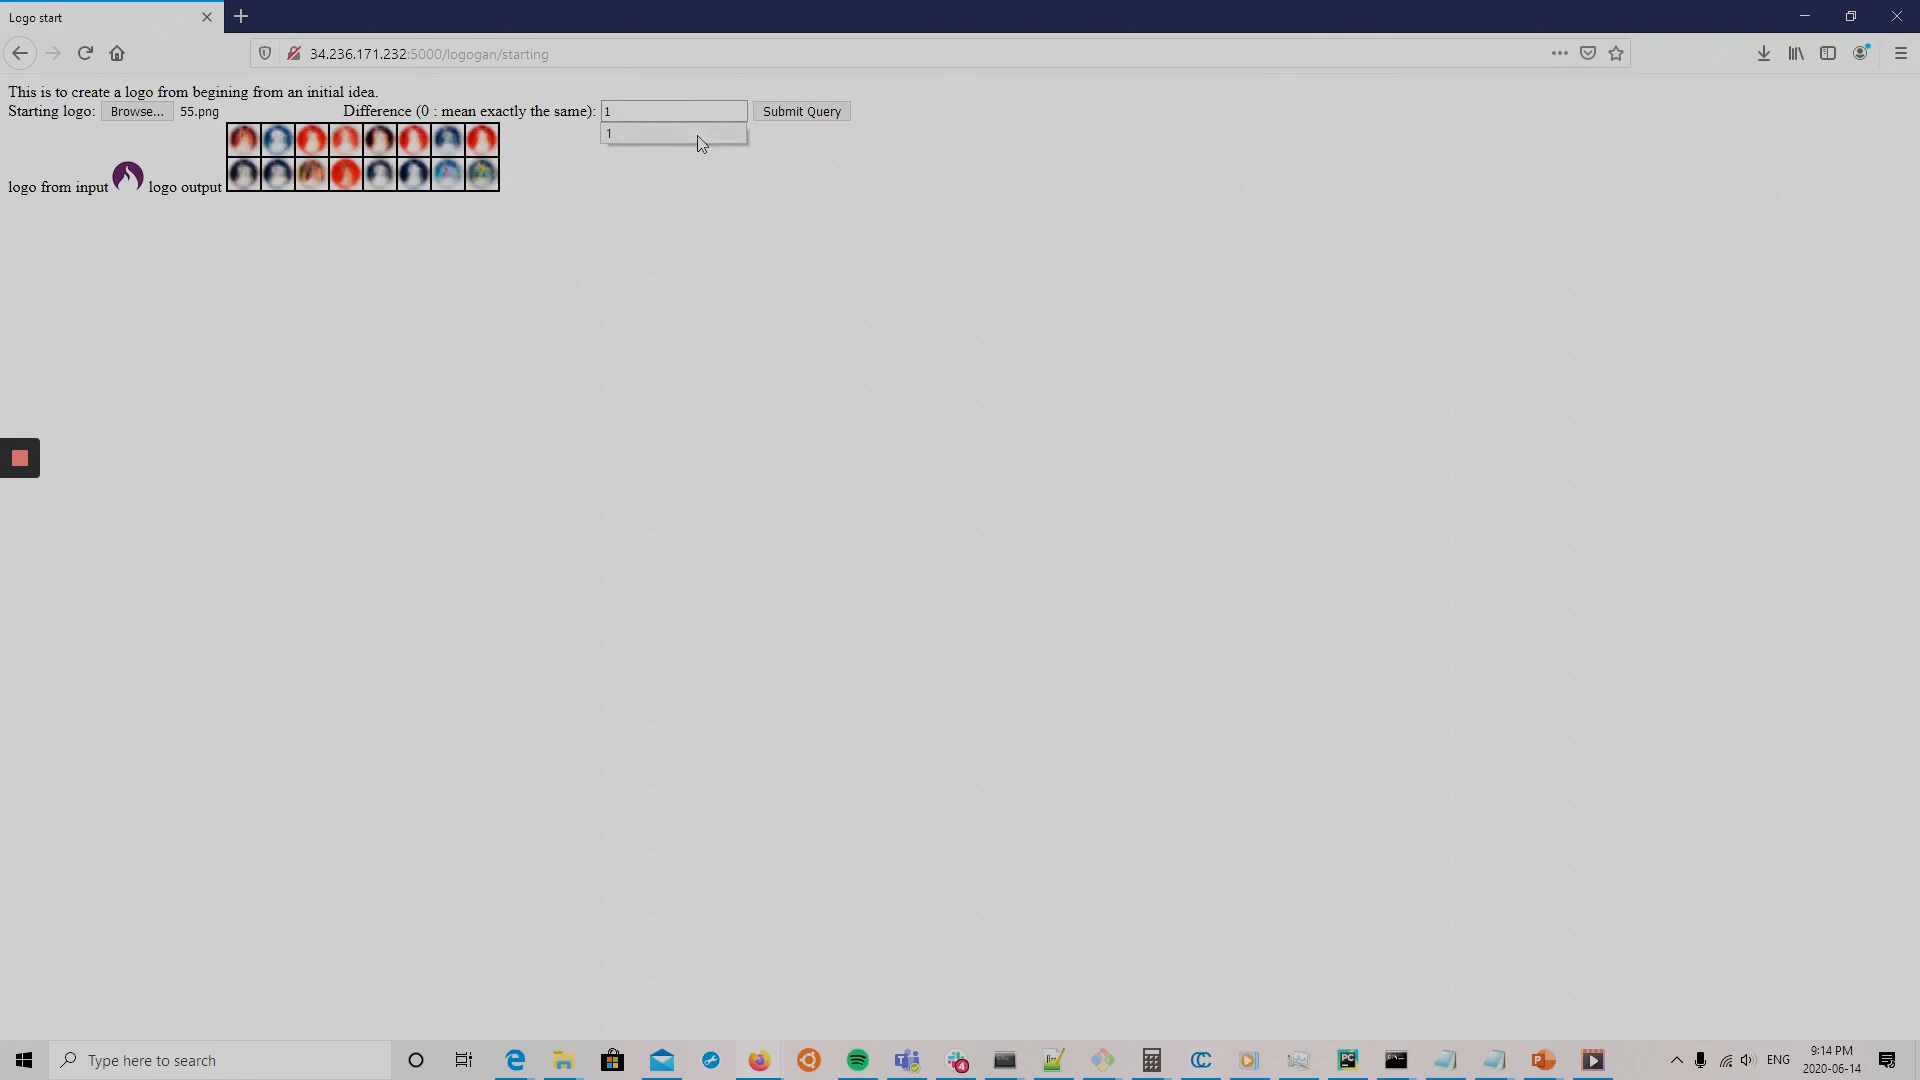 Logo start
34.236.171.232:5000/logogan/starting
This is to create a logo from begining from an initial idea.
Starting logo: Browse... 55.png Difference (0 : mean exactly the same): 1 Submit Query
1
logo from input logo output
Type here to search
4
PC
P
ENG
9:14 PM
2020-06-14